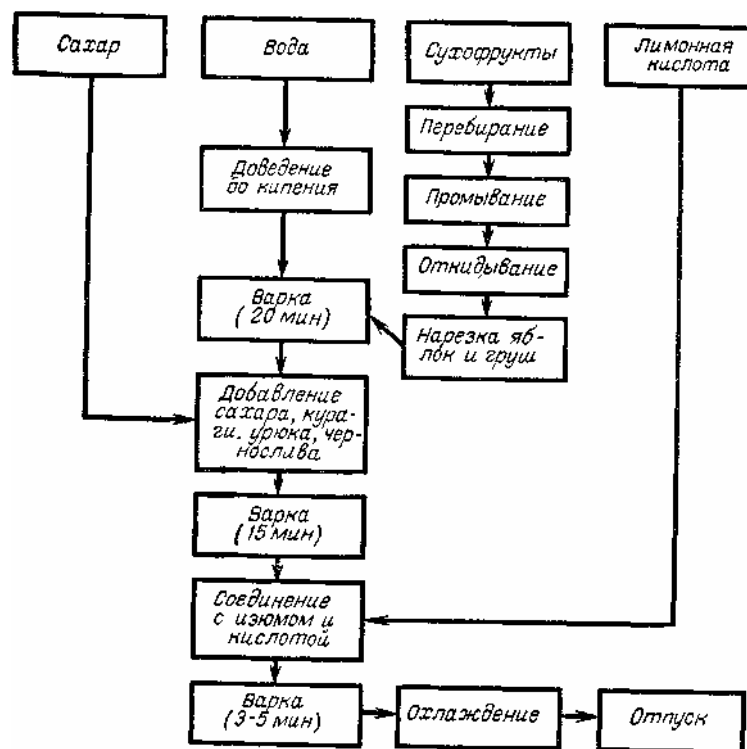 Сахар
Вода
Сухофрукты
Лимонная
кислота
Перебирание
Доведение
до кипения
Промывание
Откидывание
Варка
(20 мин)
Нарезка яб-
лок и груш
Добавление
сахара, кура-
ги. урюка, чер-
нослива
Варка
(15 мин)
Соединение
с изюмом и
кислотой
Варка
(3-5 мин)
Охлаждение
Отпуск